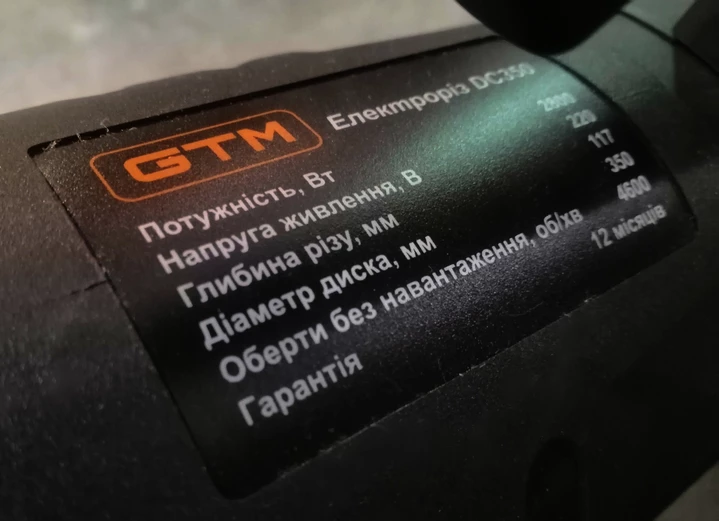 GTM Електроріз DC350
Потужність, Вт 2800
Напруга живлення, В 220
Глибина різу, мм 117
Діаметр диска, мм 350
Оберти без навантаження, об/хв 4600
Гарантія 12 місяців